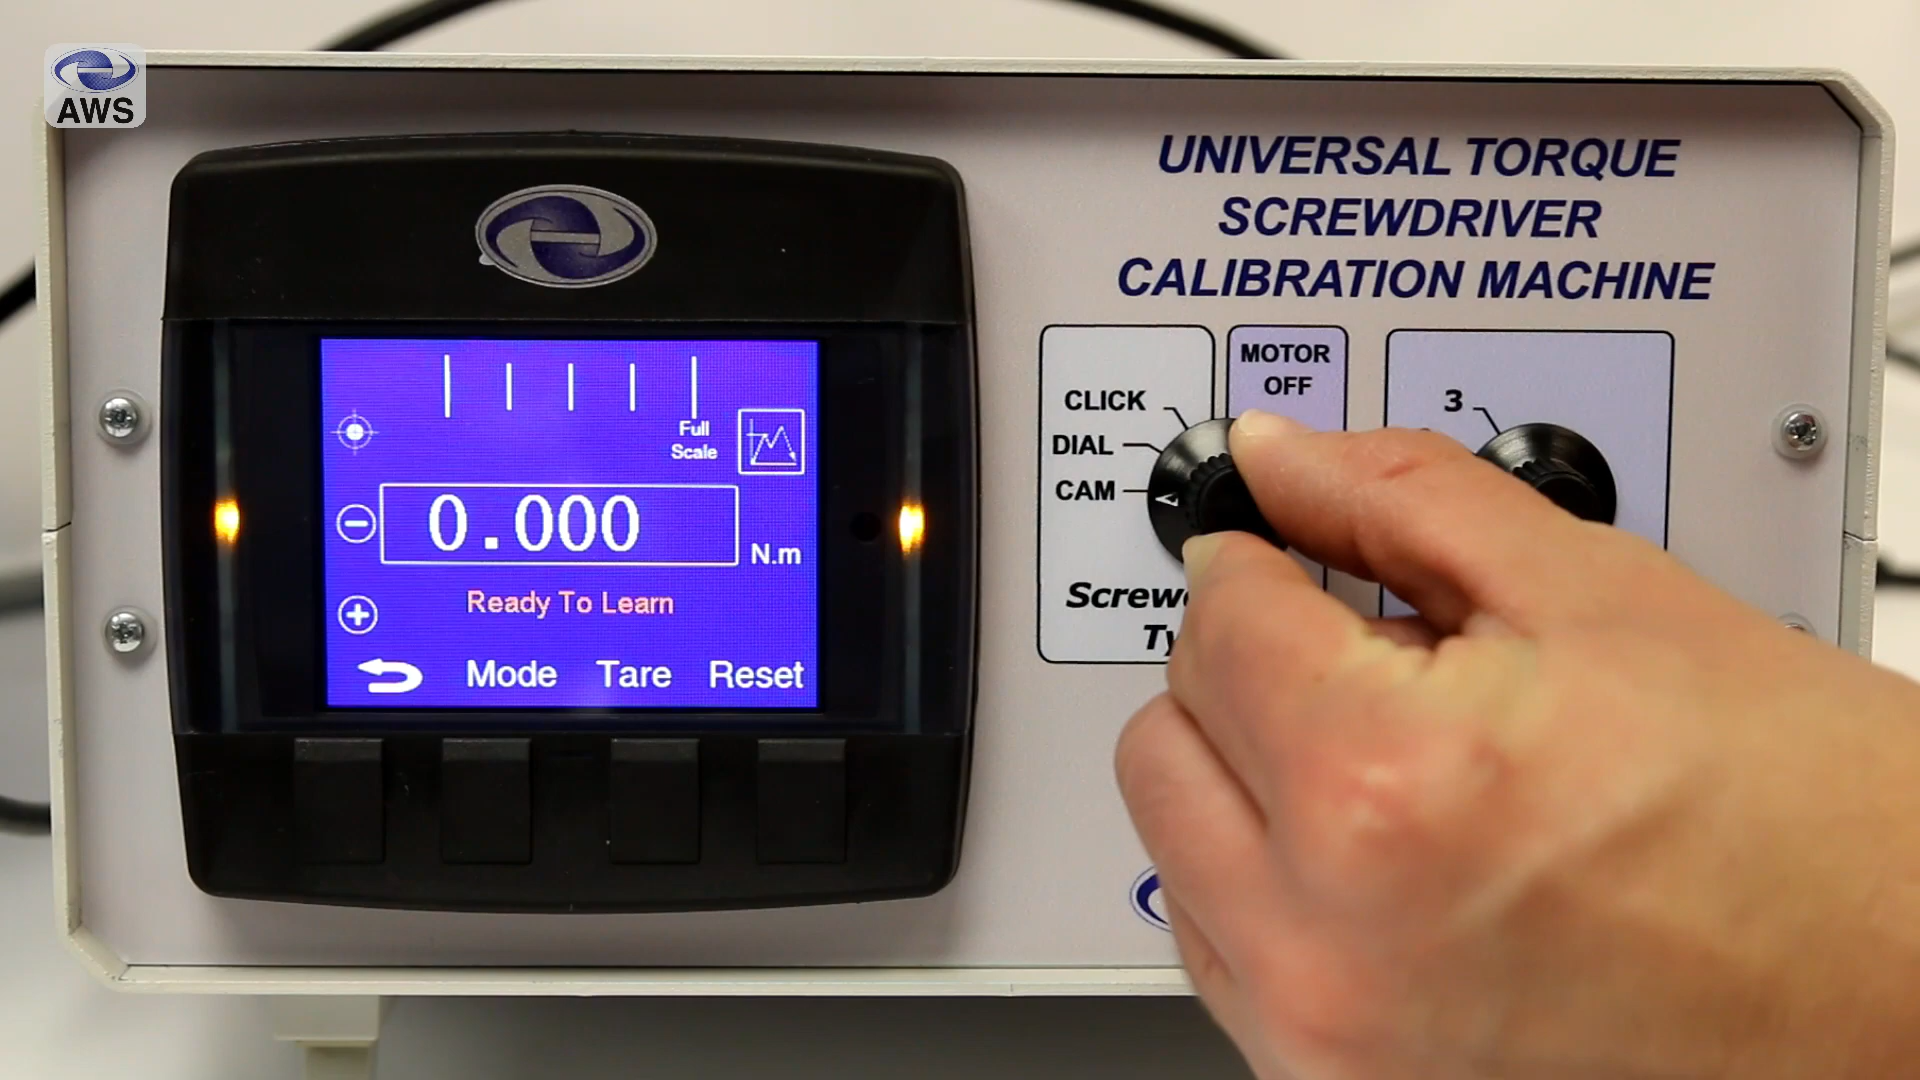 AWS
UNIVERSAL TORQUE
SCREWDRIVER
CALIBRATION MACHINE
MOTOR
OFF
CLICK
DIAL
CAM
3
Full
Scale
0.000
N.m
Ready To Learn
Mode Tare Reset